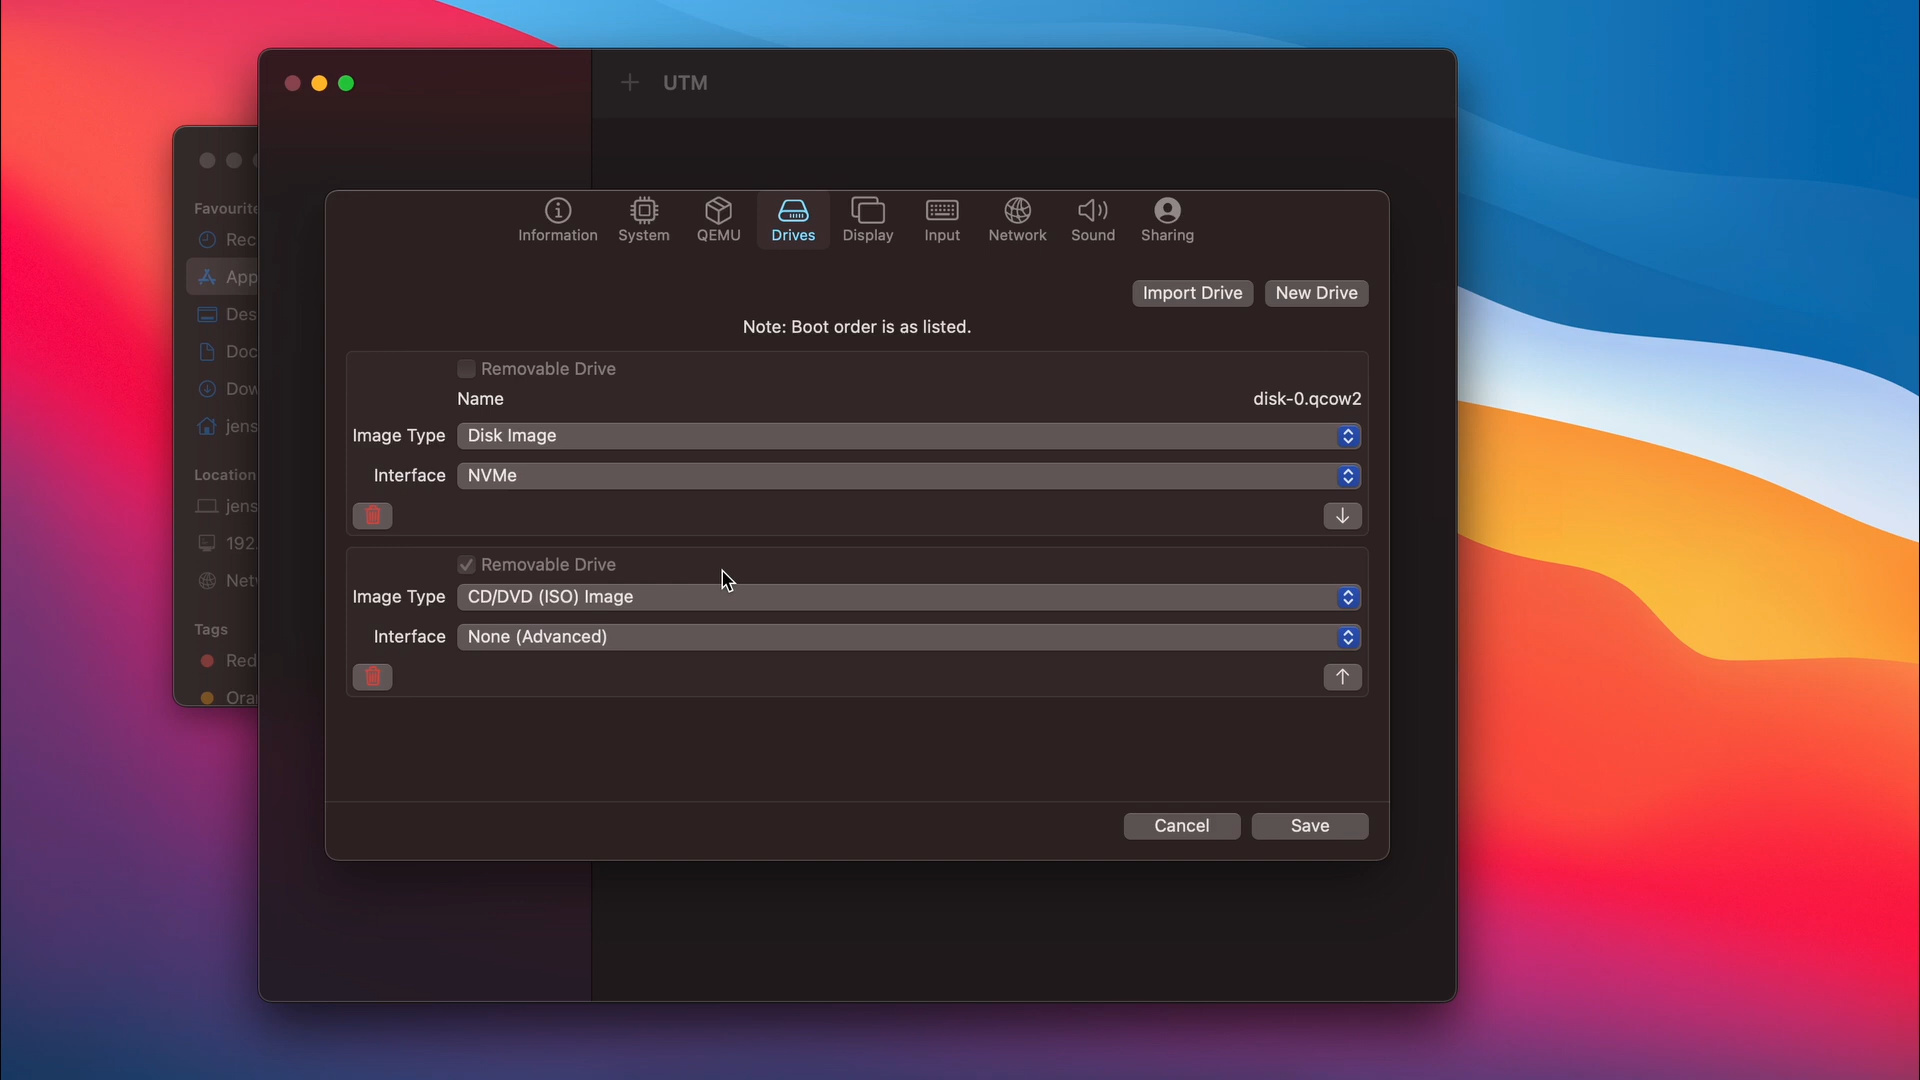 UTM
Favourite
Rec
App
Des
Doc
Dow
jens
Location
jens
192.
Net
Tags
Red
Ora
Information
System
QEMU
Drives
Display
Input
Network
Sound
Sharing
Import Drive
New Drive
Note: Boot order is as listed.
Removable Drive
Name disk-0.qcow2
Image Type Disk Image
Interface NVMe
Removable Drive
Image Type CD/DVD (ISO) Image
Interface None (Advanced)
Cancel
Save